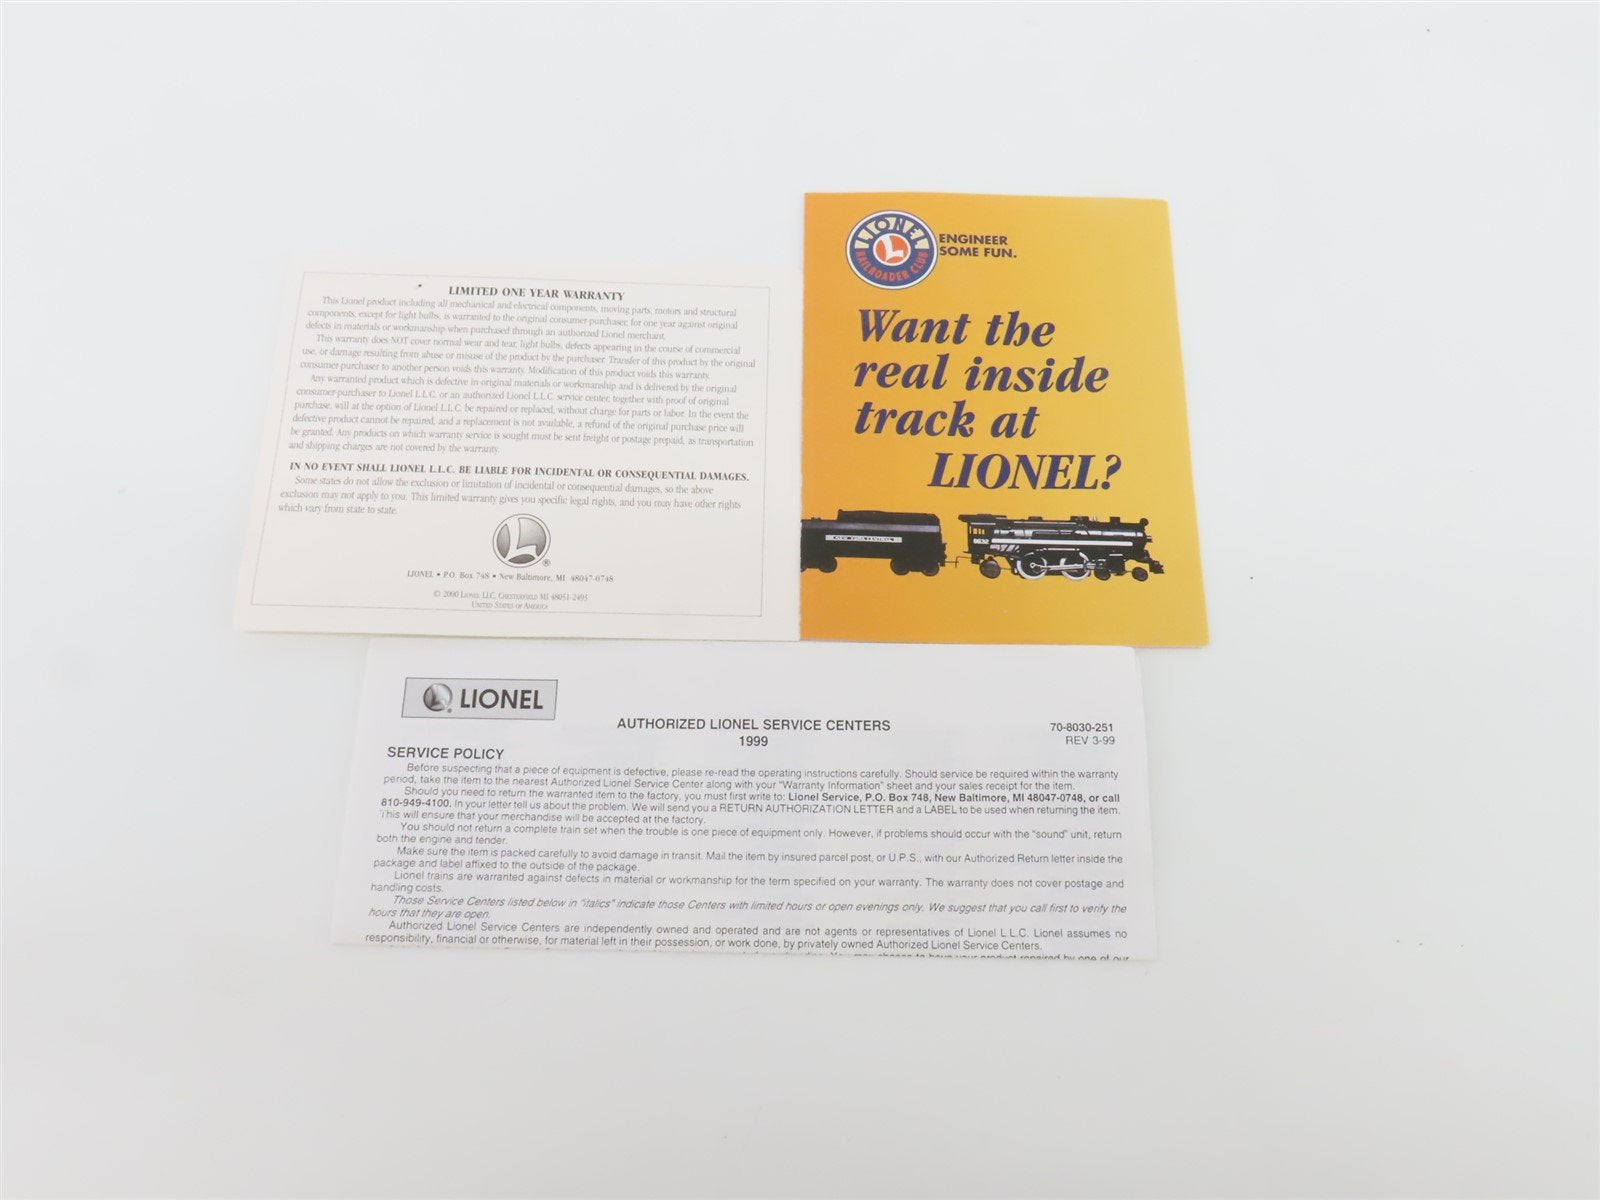 LIMITED ONE YEAR WARRANTY
This Lionel product including all mechanical and electrical components, moving parts, motors and structural
components, except for light bulbs, is warranted to the original consumer-purchaser, for one year against original
defects in materials or workmanship when purchased through an authorized Lionel merchant.
This warranty does NOT cover normal wear and tear, light bulbs, defects appearing in the course of commercial
use, or damage resulting from abuse or misuse of the product by the purchaser. Transfer of this product by the original
consumer-purchaser to another person voids this warranty. Modification of this product voids this warranty.
Any warranted product which is defective in original materials or workmanship and is delivered by the original
consumer-purchaser to Lionel L.L.C. or an authorized Lionel L.L.C. service center, together with proof of original
purchase, will at the option of Lionel L.L.C. be repaired or replaced, without charge for parts or labor. In the event the
defective product cannot be repaired, and a replacement is not available, a refund of the original purchase price will
be granted. Any products on which warranty service is sought must be sent freight or postage prepaid, as transportation
and shipping charges are not covered by the warranty.
IN NO EVENT SHALL LIONEL L.L.C. BE LIABLE FOR INCIDENTAL OR CONSEQUENTIAL DAMAGES.
Some states do not allow the exclusion or limitation of incidental or consequential damages, so the above
exclusion may not apply to you. This limited warranty gives you specific legal rights, and you may have other rights
which vary from state to state.
L ®
LIONEL • P.O. Box 748 • New Baltimore, MI 48047-0748
© 2000 Lionel LLC, Chesterfield MI 48051-2493
United States of America
LIONEL
L
RAILROADER CLUB
ENGINEER
SOME FUN.
Want the
real inside
track at
LIONEL?
NEW YORK CENTRAL
8632
L® LIONEL
AUTHORIZED LIONEL SERVICE CENTERS
1999
70-8030-251
REV 3-99
SERVICE POLICY
Before suspecting that a piece of equipment is defective, please re-read the operating instructions carefully. Should service be required within the warranty
period, take the item to the nearest Authorized Lionel Service Center along with your "Warranty Information" sheet and your sales receipt for the item.
Should you need to return the warranted item to the factory, you must first write to: Lionel Service, P.O. Box 748, New Baltimore, MI 48047-0748, or call
810-949-4100. In your letter tell us about the problem. We will send you a RETURN AUTHORIZATION LETTER and a LABEL to be used when returning the item.
This will ensure that your merchandise will be accepted at the factory.
You should not return a complete train set when the trouble is one piece of equipment only. However, if problems should occur with the "sound" unit, return
both the engine and tender.
Make sure the item is packed carefully to avoid damage in transit. Mail the item by insured parcel post, or U.P.S., with our Authorized Return letter inside the
package and label affixed to the outside of the package.
Lionel trains are warranted against defects in material or workmanship for the term specified on your warranty. The warranty does not cover postage and
handling costs.
Those Service Centers listed below in "italics" indicate those Centers with limited hours or open evenings only. We suggest that you call first to verify the
hours that they are open.
Authorized Lionel Service Centers are independently owned and operated and are not agents or representatives of Lionel L.L.C. Lionel assumes no
responsibility, financial or otherwise, for material left in their possession, or work done, by privately owned Authorized Lionel Service Centers.
You may choose to have your product repaired by one of our